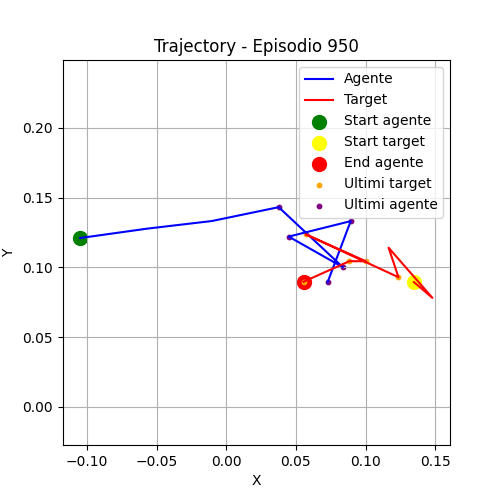 Trajectory - Episodio 950
Agente
Target
Start agente
Start target
End agente
Ultimi target
Ultimi agente
Y
0.20
0.15
0.10
0.05
0.00
−0.10
−0.05
0.00
0.05
0.10
0.15
X